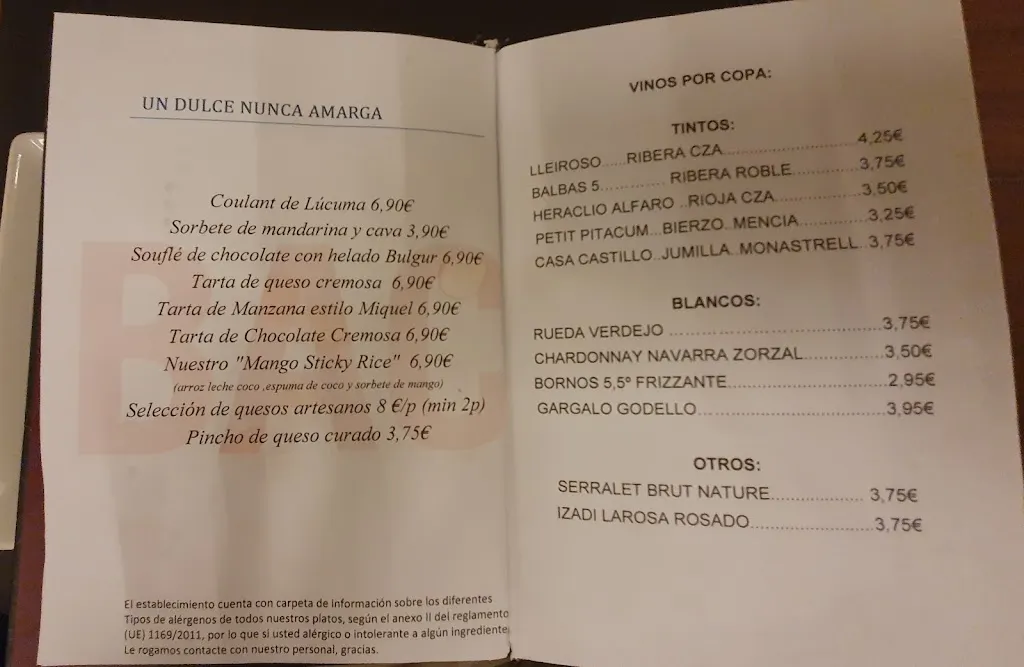 UN DULCE NUNCA AMARGA
Coulant de Lúcuma 6,90€
Sorbete de mandarina y cava 3,90€
Souflé de chocolate con helado Bulgur 6,90€
Tarta de queso cremosa 6,90€
Tarta de Manzana estilo Miquel 6,90€
Tarta de Chocolate Cremosa 6,90€
Nuestro "Mango Sticky Rice" 6,90€
(arroz leche coco ,espuma de coco y sorbete de mango)
Selección de quesos artesanos 8 €/p (min 2p)
Pincho de queso curado 3,75€
El establecimiento cuenta con carpeta de información sobre los diferentes
Tipos de alérgenos de todos nuestros platos, según el anexo II del reglamento
(UE) 1169/2011, por lo que si usted alérgico o intolerante a algún ingrediente
Le rogamos contacte con nuestro personal, gracias.
VINOS POR COPA:
TINTOS:
LLEIROSO.....RIBERA CZA.......................4,25€
BALBAS 5............. RIBERA ROBLE.............3,75€
HERACLIO ALFARO ..RIOJA CZA................3,50€
PETIT PITACUM...BIERZO..MENCIA..............3,25€
CASA CASTILLO..JUMILLA..MONASTRELL..3,75€
BLANCOS:
RUEDA VERDEJO ....................................3,75€
CHARDONNAY NAVARRA ZORZAL..............3,50€
BORNOS 5,5º FRIZZANTE...........................2,95€
GARGALO GODELLO................................3,95€
OTROS:
SERRALET BRUT NATURE................ 3,75€
IZADI LAROSA ROSADO.....................3,75€